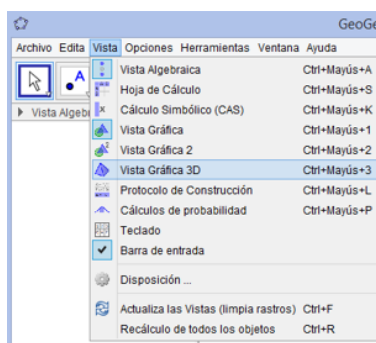 GeoGe
Archivo Edita Vista Opciones Herramientas Ventana Ayuda
A
Vista Algeb
Vista Algebraica Ctrl+Mayús+A
Hoja de Cálculo Ctrl+Mayús+S
Cálculo Simbólico (CAS) Ctrl+Mayús+K
Vista Gráfica Ctrl+Mayús+1
Vista Gráfica 2 Ctrl+Mayús+2
Vista Gráfica 3D Ctrl+Mayús+3
Protocolo de Construcción Ctrl+Mayús+L
Cálculos de probabilidad Ctrl+Mayús+P
Teclado
Barra de entrada
Disposición ...
Actualiza las Vistas (limpia rastros) Ctrl+F
Recálculo de todos los objetos Ctrl+R